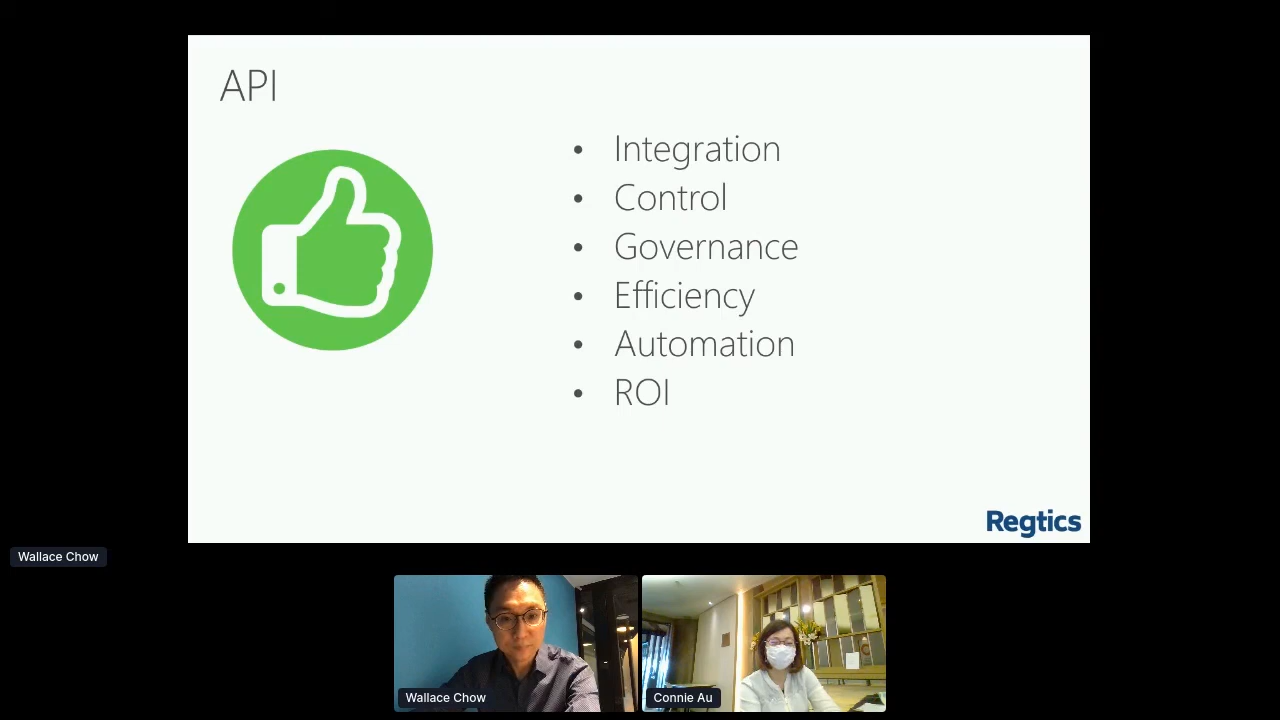 API
• Integration
• Control
• Governance
• Efficiency
• Automation
• ROI
Regtics
Wallace Chow
Wallace Chow
Connie Au